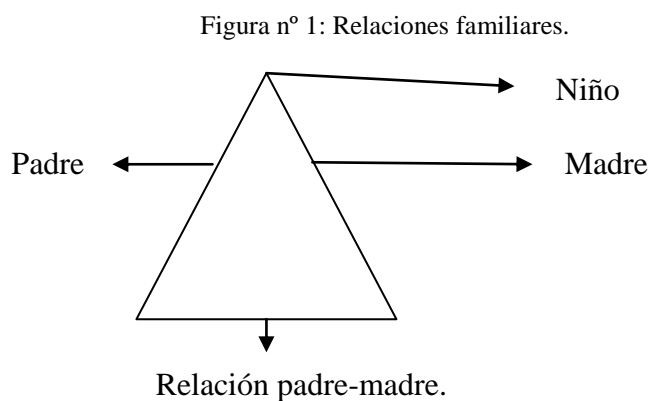 Figura nº 1: Relaciones familiares.
Niño
Padre
Madre
Relación padre-madre.